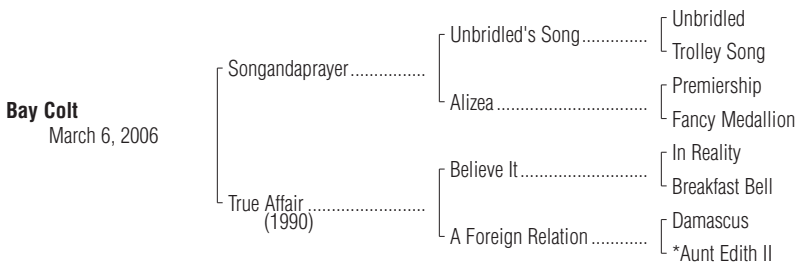 Unbridled
Unbridled's Song..............
Trolley Song
Songandaprayer................
Premiership
Alizea.................................
Fancy Medallion
Bay Colt
March 6, 2006
In Reality
Believe It............................
Breakfast Bell
True Affair ..........................
(1990)
Damascus
A Foreign Relation ............
*Aunt Edith II